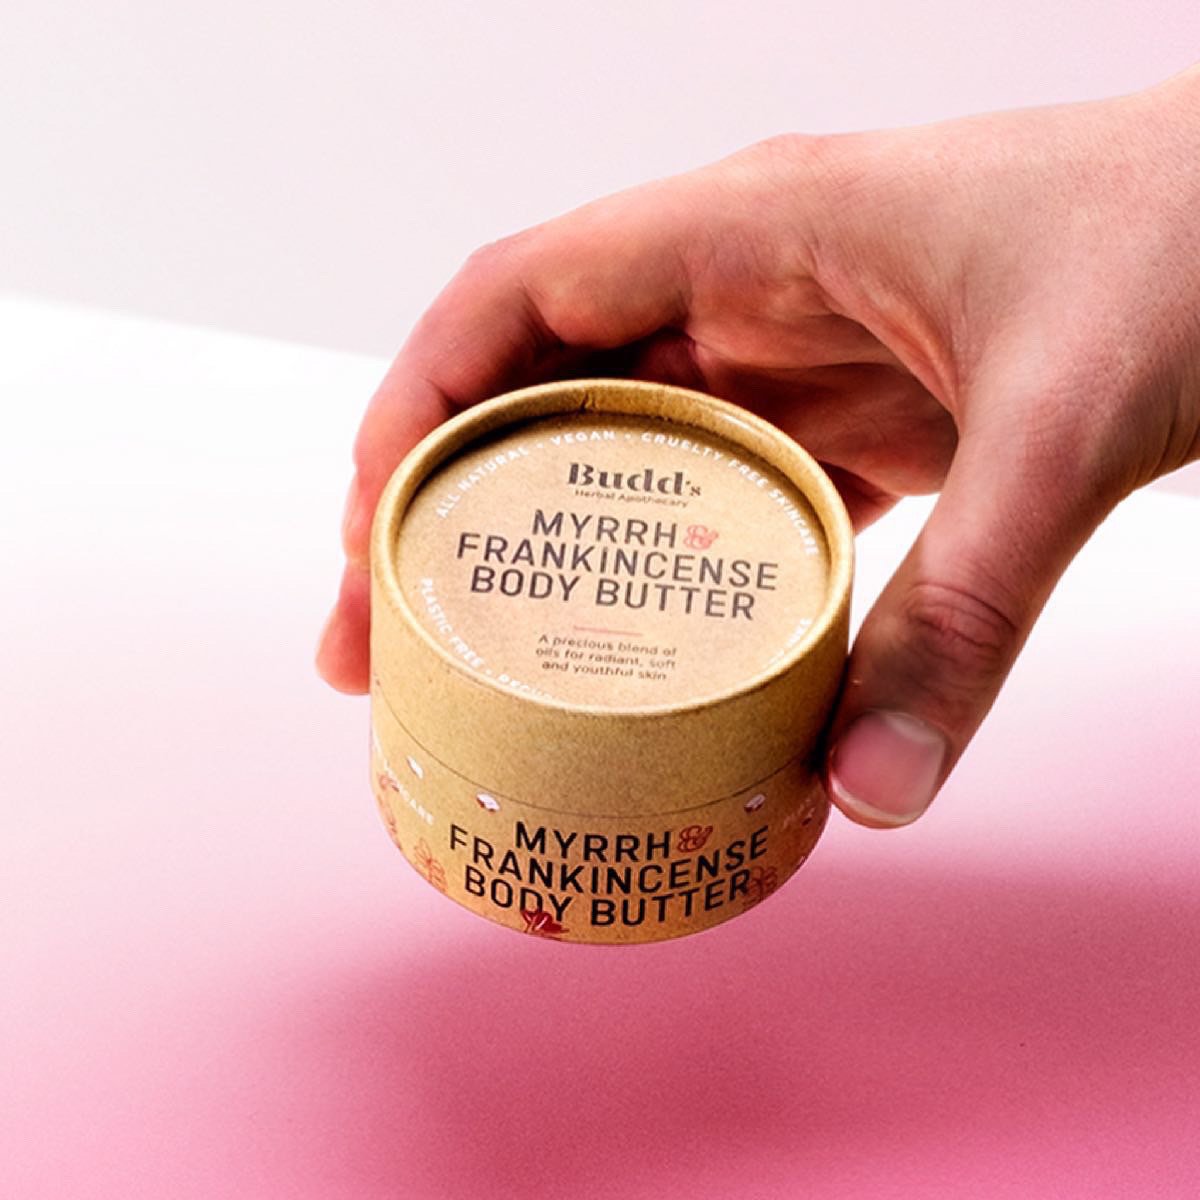 ALL NATURAL • VEGAN • CRUELTY FREE SKINCARE
Budd's
Herbal Apothecary
MYRRH &
FRANKINCENSE
BODY BUTTER
A precious blend of
oils for radiant, soft
and youthful skin
PLASTIC FREE •
MYRRH &
FRANKINCENSE
BODY BUTTER